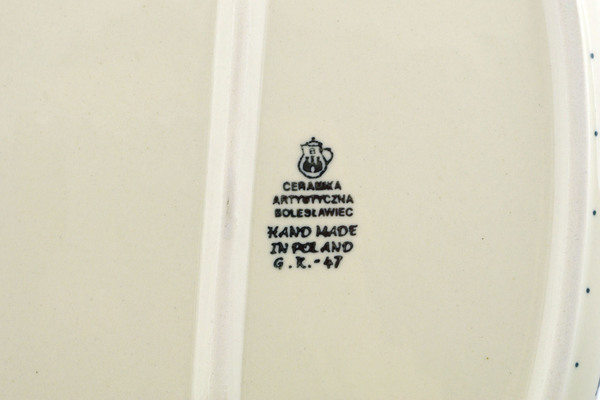 CERAMIKA
ARTYSTYCZNA
BOLESŁAWIEC
HAND MADE
IN POLAND
G.K.-47